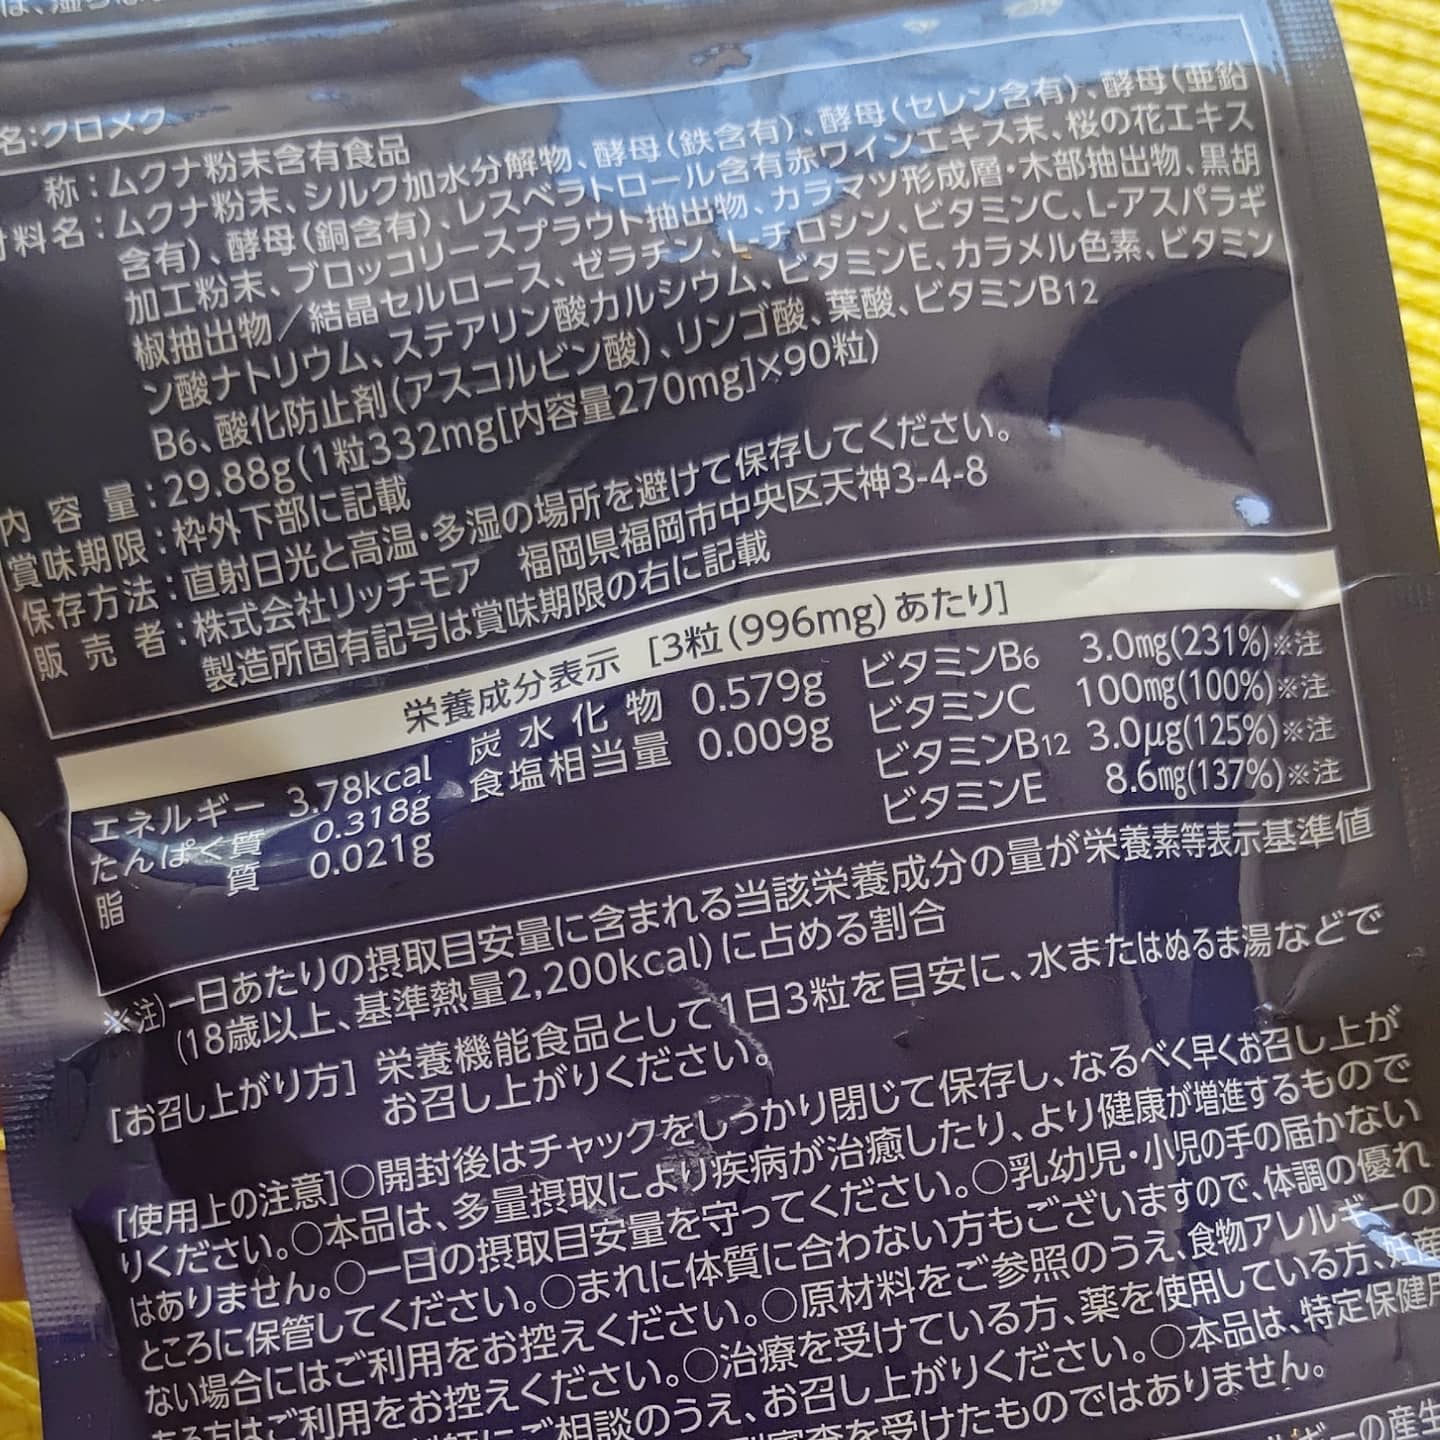 名:クロメク
称:ムクナ粉末含有食品
材料名:ムクナ粉末、シルク加水分解物、酵母(鉄含有)、酵母(セレン含有)、酵母(亜鉛
含有)、酵母(銅含有)、レスベラトロール含有赤ワインエキス末、桜の花エキス
加工粉末、ブロッコリースプラウト抽出物、カラマツ形成層・木部抽出物、黒胡
椒抽出物/結晶セルロース、ゼラチン、L-チロシン、ビタミンC、L-アスパラギ
ン酸ナトリウム、ステアリン酸カルシウム、ビタミンE、カラメル色素、ビタミン
B6、酸化防止剤(アスコルビン酸)、リンゴ酸、葉酸、ビタミンB12
内容量:29.88g(1粒332mg[内容量270mg]×90粒)
賞味期限:枠外下部に記載
保存方法:直射日光と高温・多湿の場所を避けて保存してください。
販売者:株式会社リッチモア 福岡県福岡市中央区天神3-4-8
製造所固有記号は賞味期限の右に記載
栄養成分表示 [3粒(996mg)あたり]
エネルギー 3.78kcal 炭水化物 0.579g ビタミンB6 3.0mg(231%)※注
たんぱく質 0.318g 食塩相当量 0.009g ビタミンC 100mg(100%)※注
脂質 0.021g ビタミンB12 3.0μg(125%)※注
ビタミンE 8.6mg(137%)※注
※注)一日あたりの摂取目安量に含まれる当該栄養成分の量が栄養素等表示基準値
(18歳以上、基準熱量2,200kcal)に占める割合
[お召し上がり方] 栄養機能食品として1日3粒を目安に、水またはぬるま湯などで
お召し上がりください。
[使用上の注意]○開封後はチャックをしっかり閉じて保存し、なるべく早くお召し上が
りください。○本品は、多量摂取により疾病が治癒したり、より健康が増進するもので
はありません。○一日の摂取目安量を守ってください。○乳幼児・小児の手の届かない
ところに保管してください。○まれに体質に合わない方もございますので、体調の優れ
ない場合にはご利用をお控えください。○原材料をご参照のうえ、食物アレルギーの
ある方はご利用をお控えください。○治療を受けている方、薬を使用している方、妊産
ご相談のうえ、お召し上がりください。○本品は、特定保健用
審査を受けたものではありません。
ギーの産生